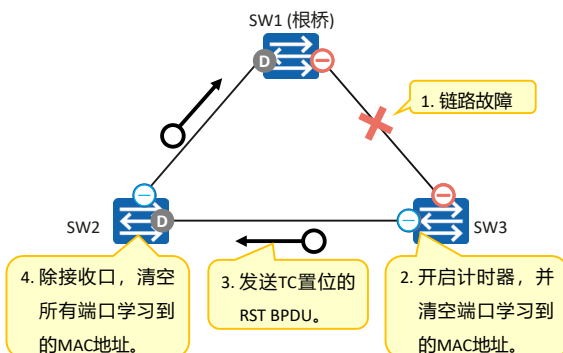 SW1 (根桥)
D
1. 链路故障
SW2
D
SW3
4. 除接收口，清空
所有端口学习到
的MAC地址。
3. 发送TC置位的
RST BPDU。
2. 开启计时器，并
清空端口学习到
的MAC地址。